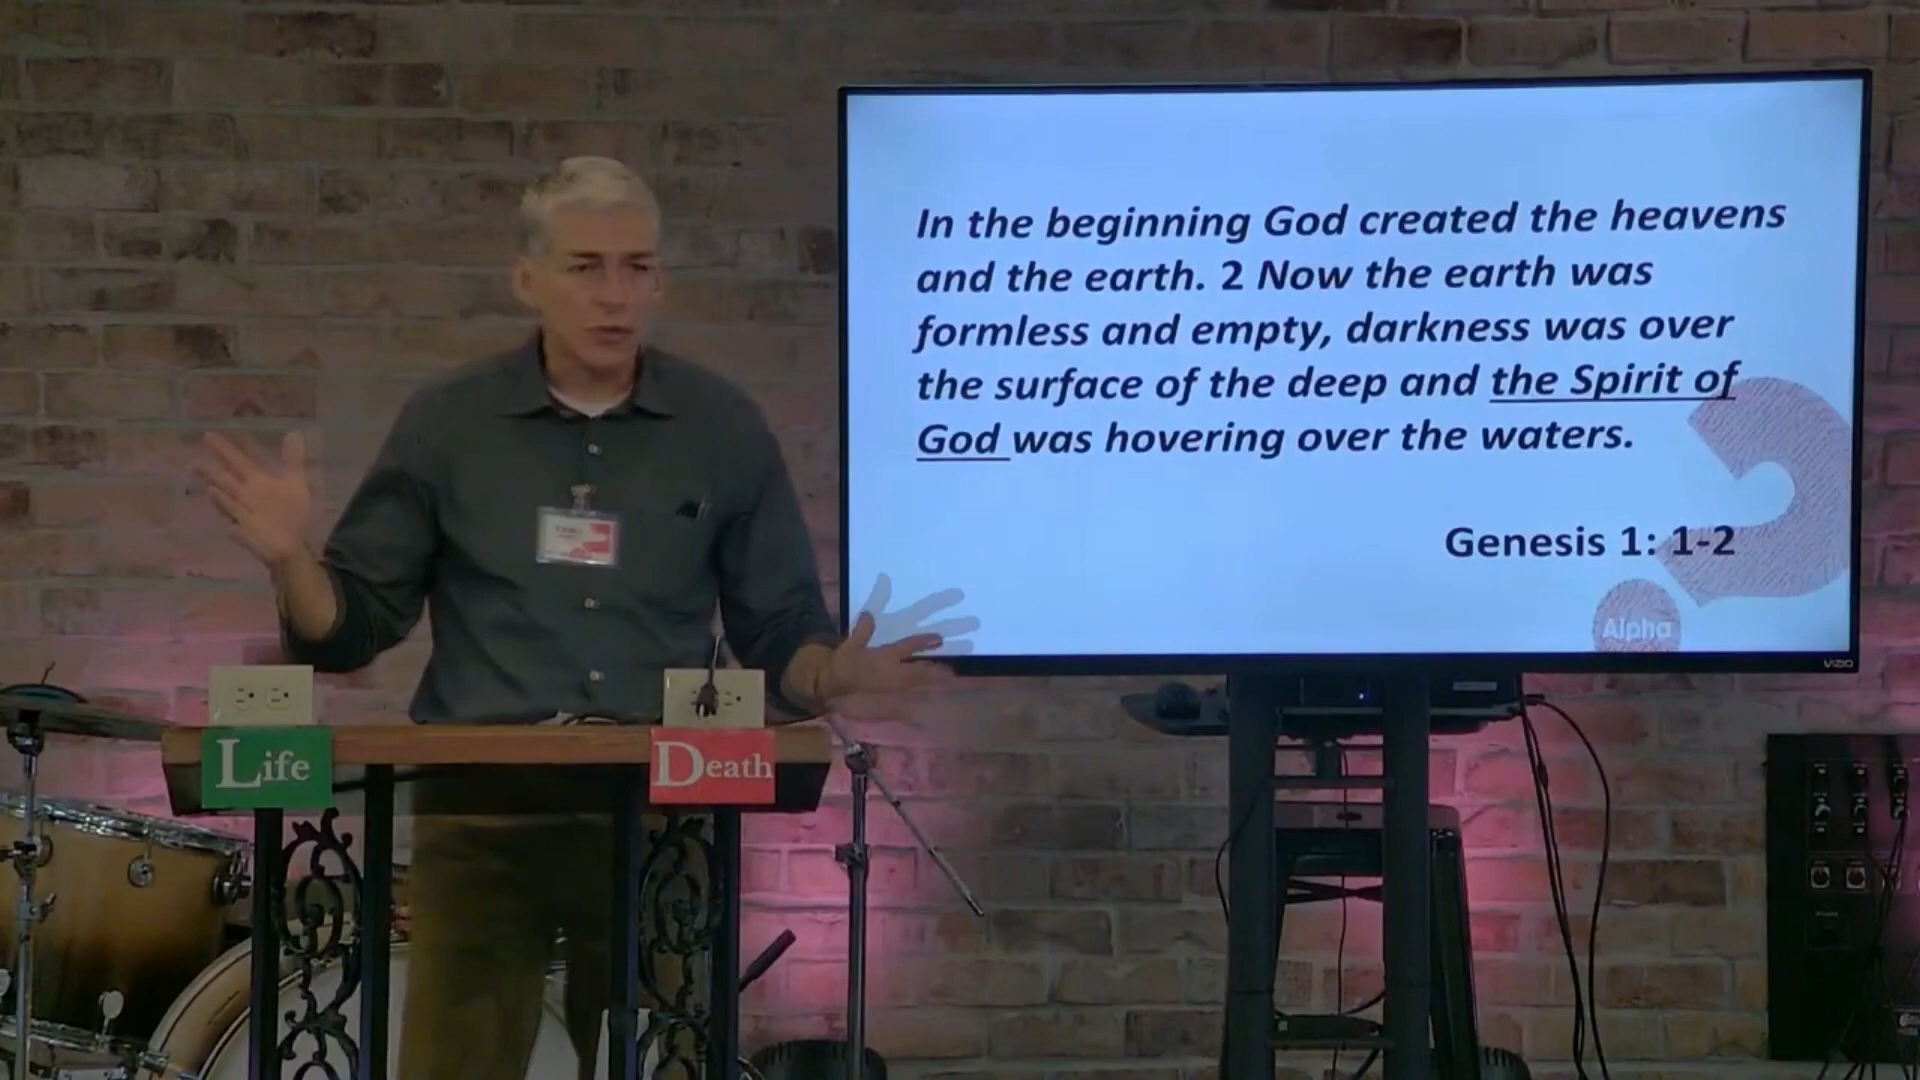 In the beginning God created the heavens
and the earth. 2 Now the earth was
formless and empty, darkness was over
the surface of the deep and the Spirit of
God was hovering over the waters.
Genesis 1: 1-2
Alpha
VIZIO
Life
Death